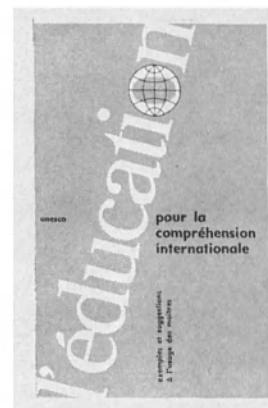 l'éducation
unesco
pour la
compréhension
internationale
exemples et suggestions
à l'usage des maîtres